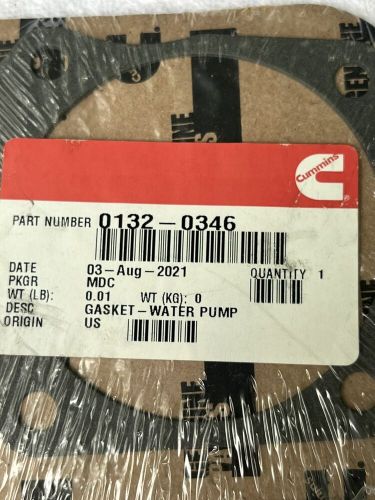 GENUINE
Cummins
PART NUMBER 0132-0346
DATE 03-Aug-2021 QUANTITY 1
PKGR MDC
WT (LB): 0.01 WT (KG): 0
DESC GASKET-WATER PUMP
ORIGIN US